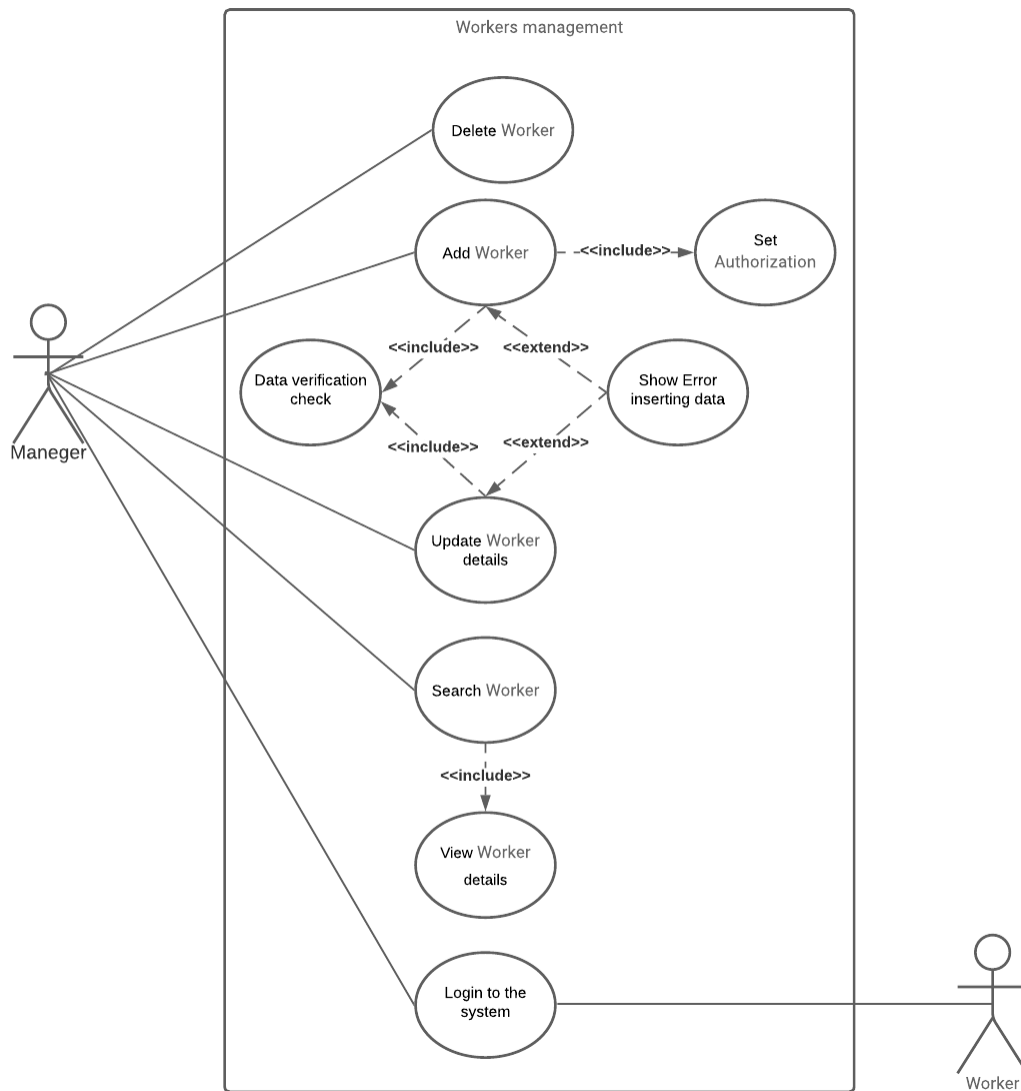 Workers management
Delete Worker
Add Worker
<<include>>
Set
Authorization
<<include>>
<<extend>>
Data verification
check
Show Error
inserting data
Maneger
<<include>>
<<extend>>
Update Worker
details
Search Worker
<<include>>
View Worker
details
Login to the
system
Worker